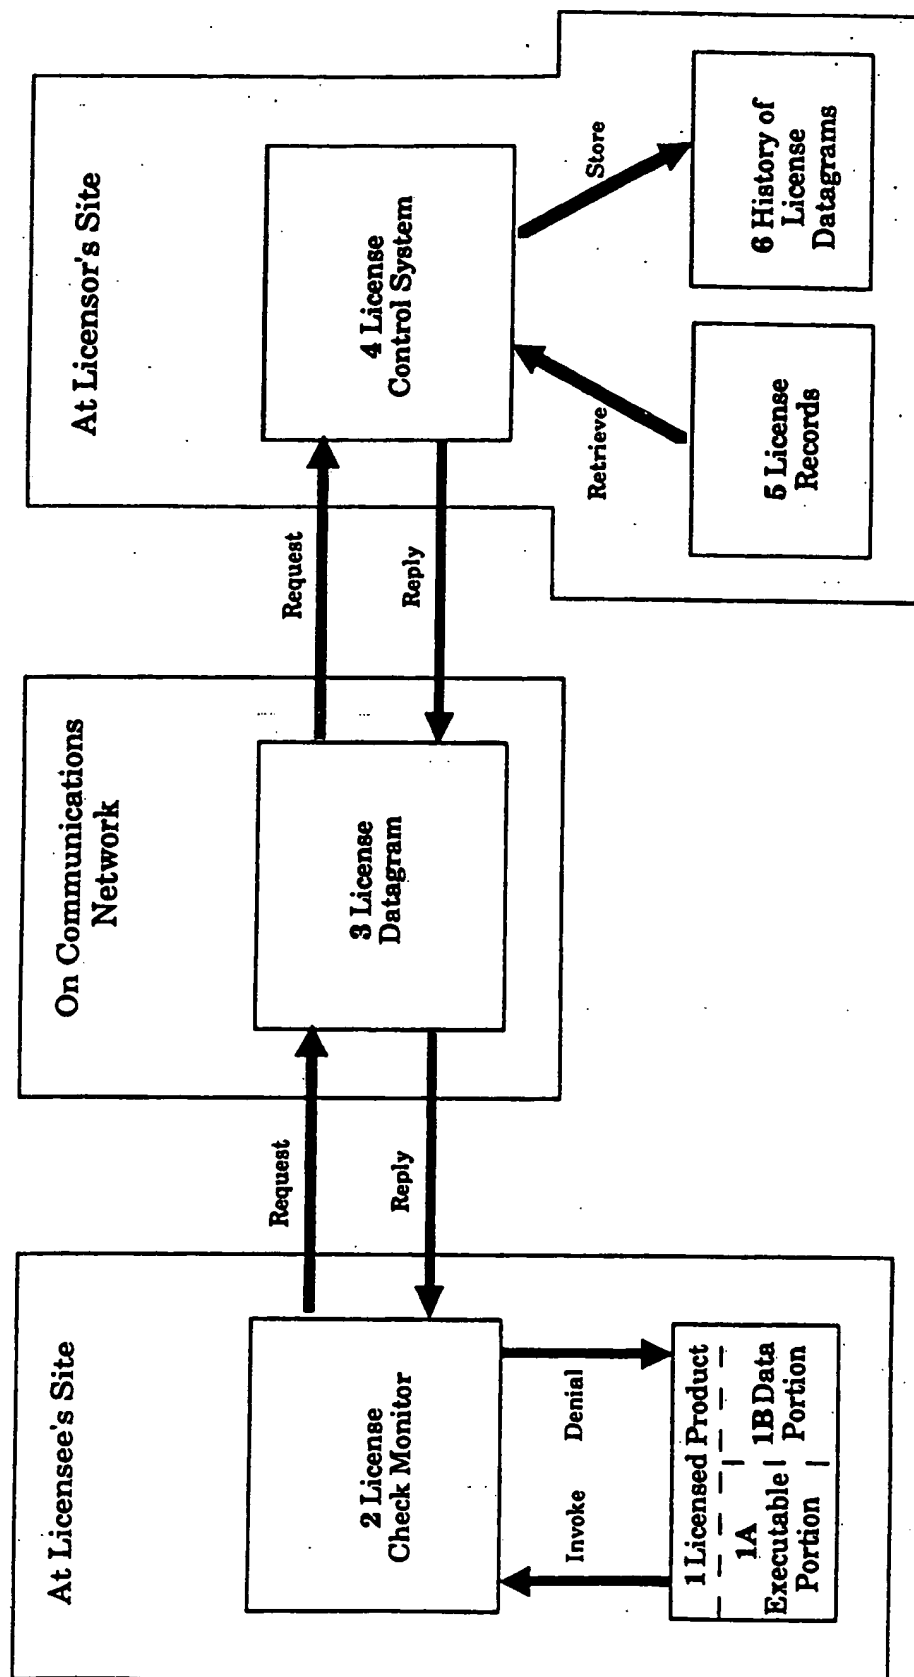 At Licensee's Site
2 License
Check Monitor
Invoke
Denial
1 Licensed Product
1A
Executable
Portion
1B Data
Portion
Request
Reply
On Communications
Network
3 License
Datagram
Request
Reply
At Licensor's Site
4 License
Control System
Retrieve
Store
5 License
Records
6 History of
License
Datagrams